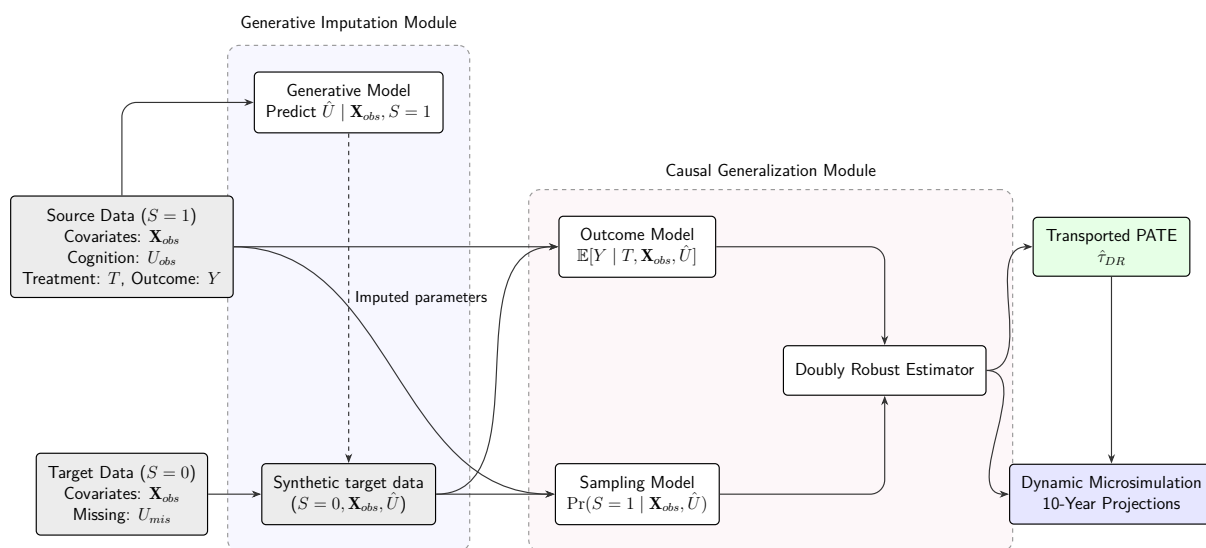 Generative Imputation Module
Generative Model
Predict Û | X_obs, S = 1
Causal Generalization Module
Source Data (S = 1)
Covariates: X_obs
Cognition: U_obs
Treatment: T, Outcome: Y
Outcome Model
𝔼[Y | T, X_obs, Û]
Transported PATE
τ̂_DR
Imputed parameters
Doubly Robust Estimator
Target Data (S = 0)
Covariates: X_obs
Missing: U_mis
Synthetic target data
(S = 0, X_obs, Û)
Sampling Model
Pr(S = 1 | X_obs, Û)
Dynamic Microsimulation
10-Year Projections